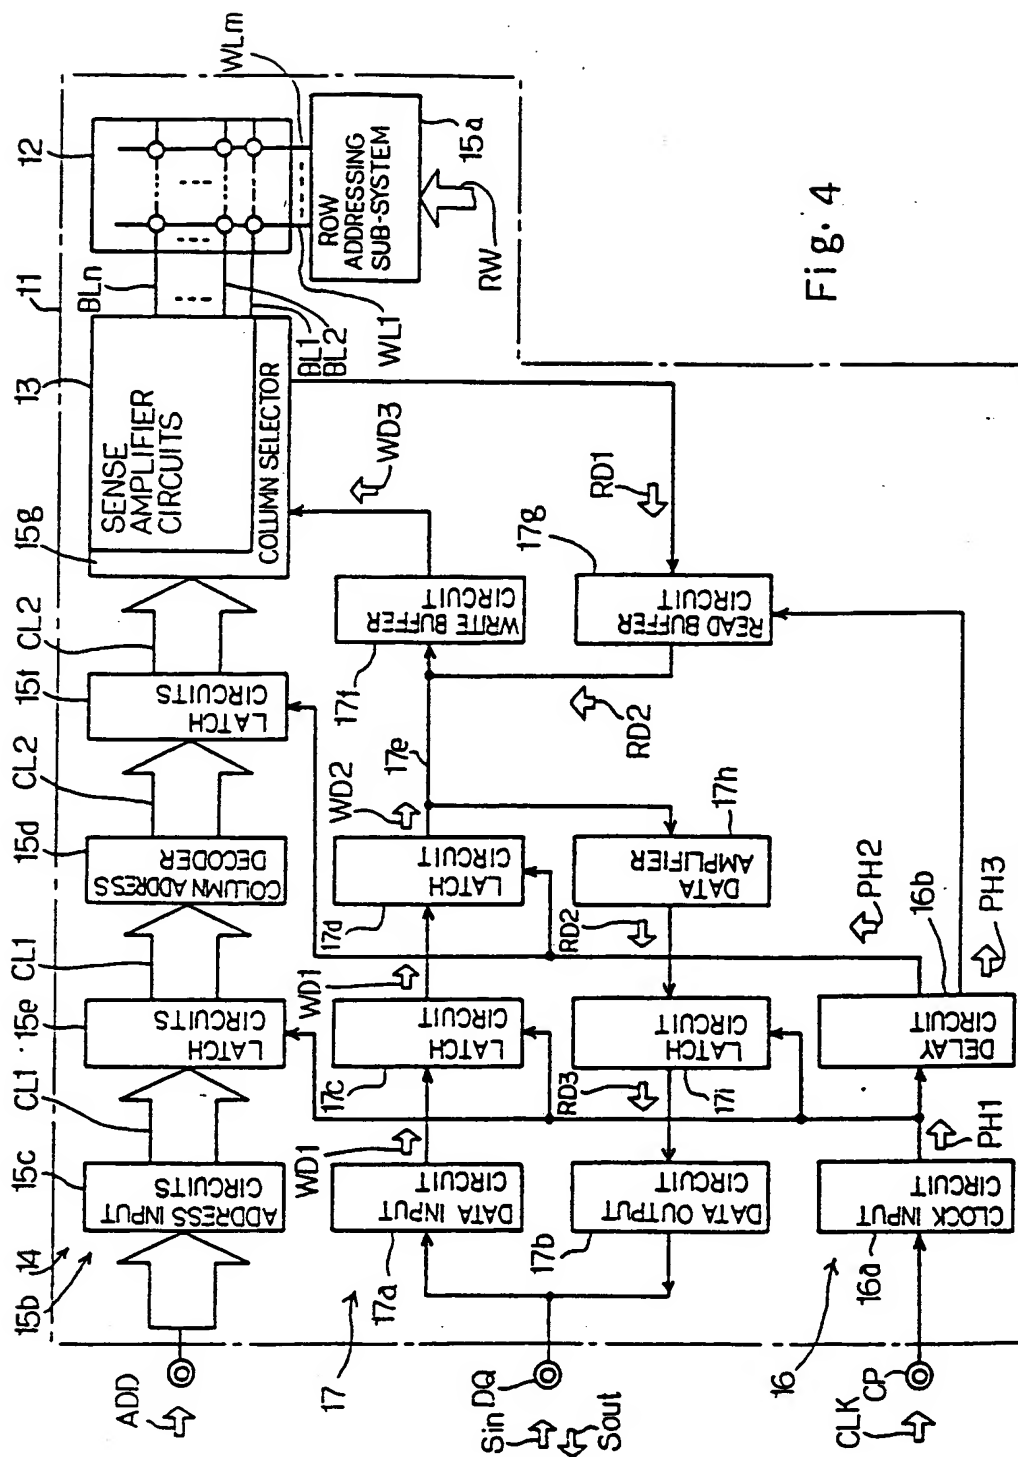 11
12
WLm
13
BLn
15g
SENSE
AMPLIFIER
CIRCUITS
COLUMN SELECTOR
BL1
BL2
WL1
ROW
ADDRESSING
SUB-SYSTEM
15a
RW
CL2
15f
LATCH
CIRCUITS
CL2
15d
COLUMN ADDRESS
DECODER
CL1
15e
LATCH
CIRCUITS
CL1
15c
ADDRESS INPUT
CIRCUITS
14
15b
ADD
WD3
WRITE BUFFER
CIRCUIT
17f
17e
WD2
LATCH
CIRCUIT
17d
WD1
LATCH
CIRCUIT
17c
WD1
DATA INPUT
CIRCUIT
17a
17
Sin
DQ
Sout
RD1
17g
READ BUFFER
CIRCUIT
RD2
17h
DATA
AMPLIFIER
RD2
LATCH
CIRCUIT
17i
RD3
DATA OUTPUT
CIRCUIT
17b
PH2
16b
PH3
DELAY
CIRCUIT
PH1
CLOCK INPUT
CIRCUIT
16a
16
CLK
CP
Fig. 4